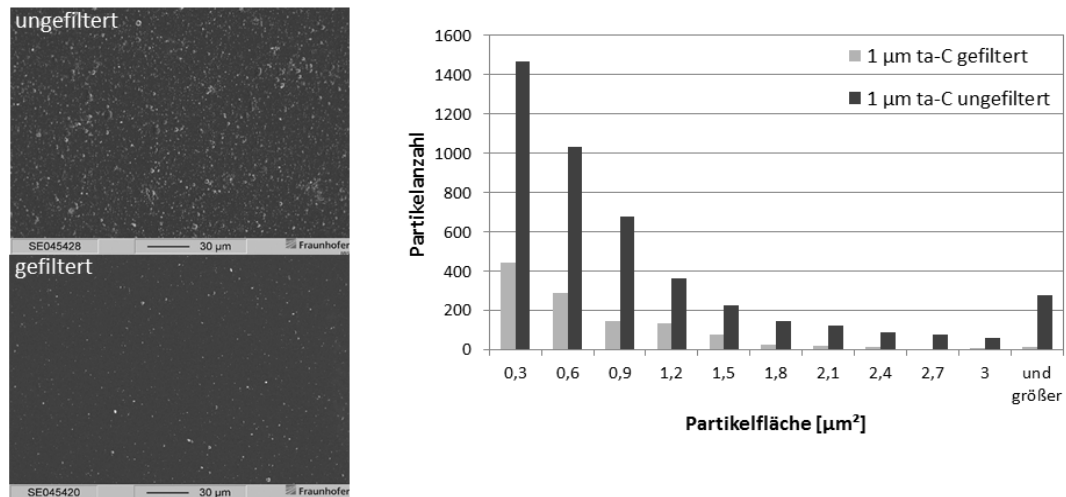 ungefiltert
SE045428
30 µm
Fraunhofer
gefiltert
SE045420
30 µm
Fraunhofer
1600
1400
1200
1000
800
600
400
200
0
Partikelanzahl
1 µm ta-C gefiltert
1 µm ta-C ungefiltert
0,3 0,6 0,9 1,2 1,5 1,8 2,1 2,4 2,7 3 und
größer
Partikelfläche [µm²]